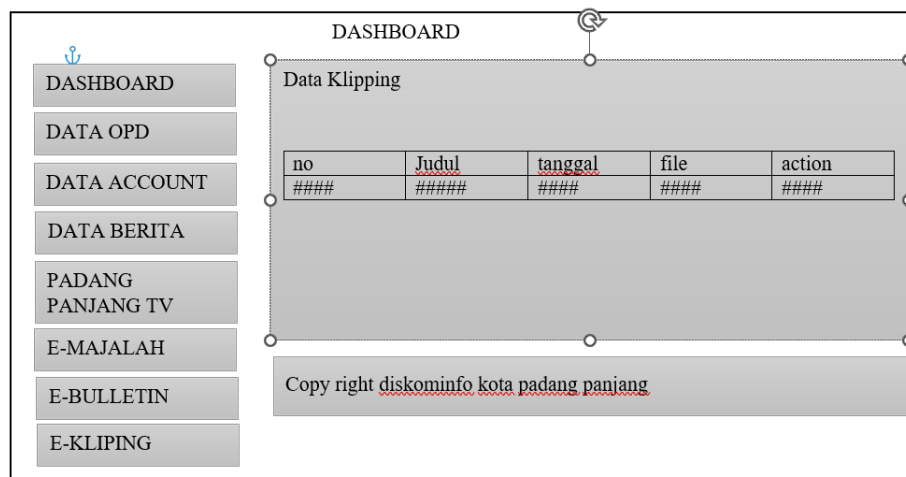 DASHBOARD
DASHBOARD
DATA OPD
DATA ACCOUNT
DATA BERITA
PADANG
PANJANG TV
E-MAJALAH
E-BULLETIN
E-KLIPING
Data Klipping
no Judul tanggal file action
#### ##### #### #### ####
Copy right diskominfo kota padang panjang